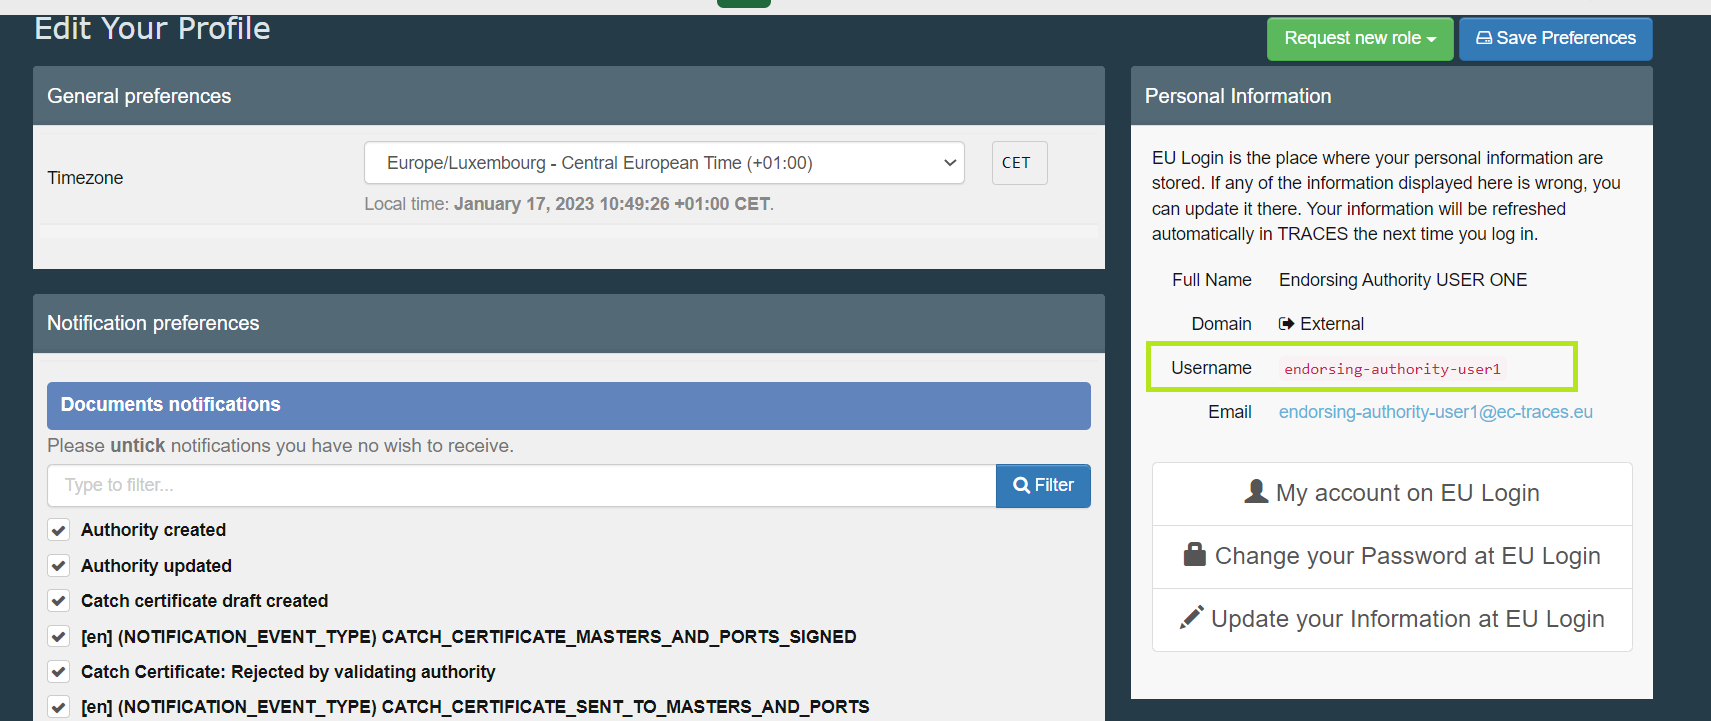 Edit Your Profile
Request new role
Save Preferences
General preferences
Timezone
Europe/Luxembourg - Central European Time (+01:00)
CET
Local time: January 17, 2023 10:49:26 +01:00 CET.
Notification preferences
Documents notifications
Please untick notifications you have no wish to receive.
Type to filter...
Filter
Authority created
Authority updated
Catch certificate draft created
[en] (NOTIFICATION_EVENT_TYPE) CATCH_CERTIFICATE_MASTERS_AND_PORTS_SIGNED
Catch Certificate: Rejected by validating authority
[en] (NOTIFICATION_EVENT_TYPE) CATCH_CERTIFICATE_SENT_TO_MASTERS_AND_PORTS
Personal Information
EU Login is the place where your personal information are
stored. If any of the information displayed here is wrong, you
can update it there. Your information will be refreshed
automatically in TRACES the next time you log in.
Full Name Endorsing Authority USER ONE
Domain External
Username endorsing-authority-user1
Email endorsing-authority-user1@ec-traces.eu
My account on EU Login
Change your Password at EU Login
Update your Information at EU Login